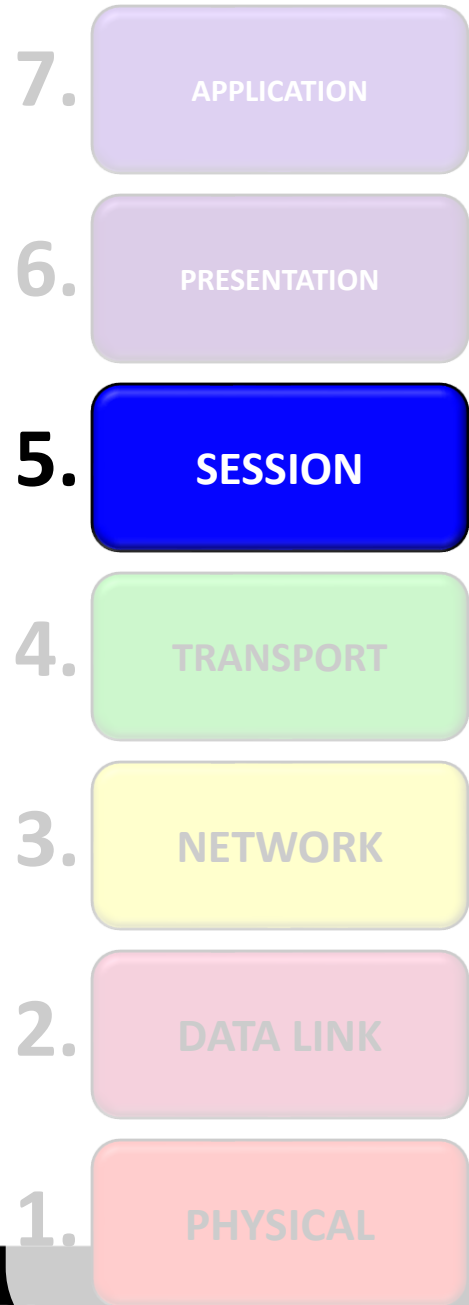 7. APPLICATION
6. PRESENTATION
5. SESSION
4. TRANSPORT
3. NETWORK
2. DATA LINK
1. PHYSICAL